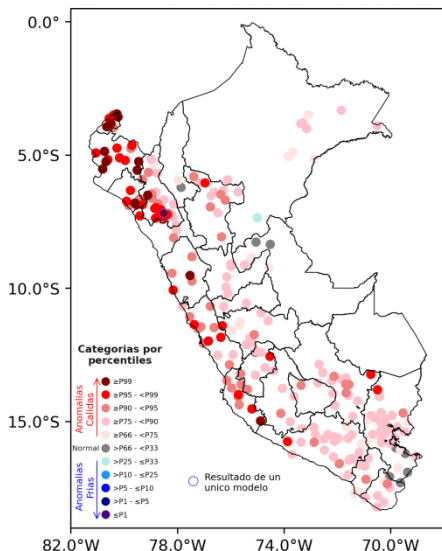 0.0°
5.0°S
10.0°S
15.0°S
82.0°W
78.0°W
74.0°W
70.0°W
Categorias por
percentiles
Anomalias
Calidas
≥P99
≥P95 - <P99
≥P90 - <P95
≥P75 - <P90
≥P66 - <P75
Normal
>P66 - <P33
Anomalias
Frias
>P25 - ≤P33
>P10 - ≤P25
>P5 - ≤P10
>P1 - ≤P5
≤P1
Resultado de un
unico modelo